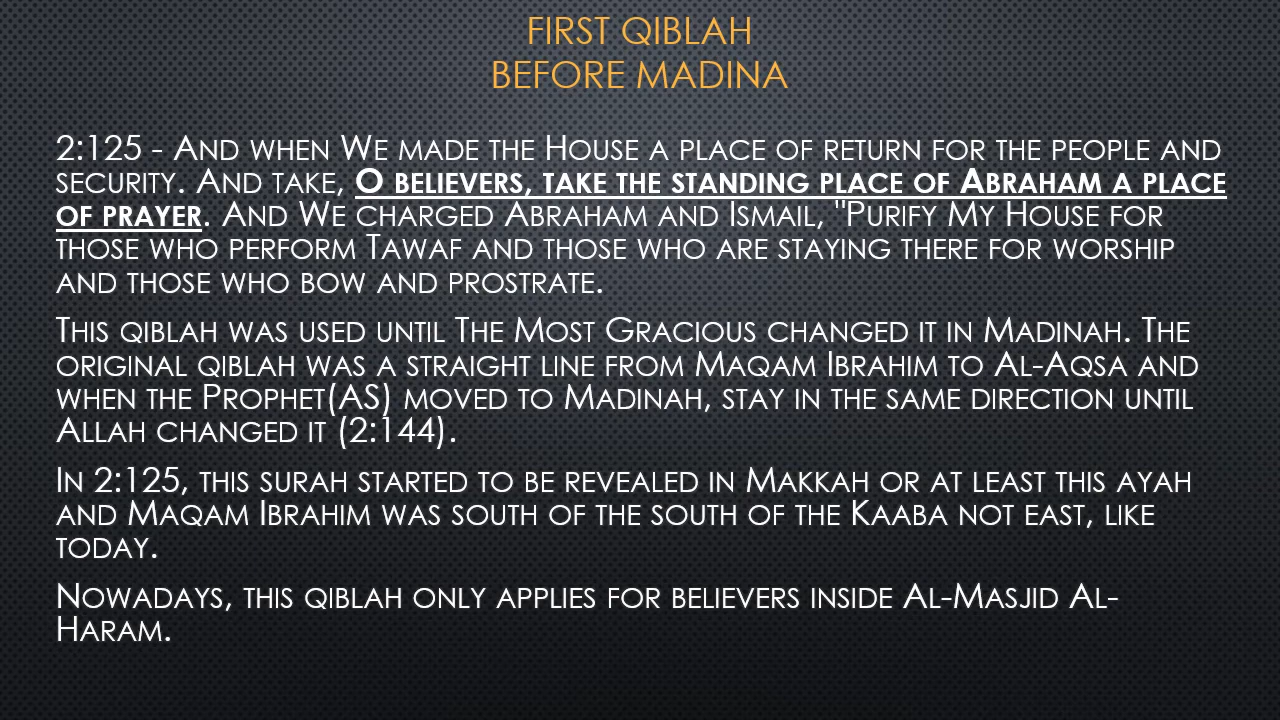 FIRST QIBLAH
BEFORE MADINA
2:125 - AND WHEN WE MADE THE HOUSE A PLACE OF RETURN FOR THE PEOPLE AND
SECURITY. AND TAKE, O BELIEVERS, TAKE THE STANDING PLACE OF ABRAHAM A PLACE
OF PRAYER. AND WE CHARGED ABRAHAM AND ISMAIL, "PURIFY MY HOUSE FOR
THOSE WHO PERFORM TAWAF AND THOSE WHO ARE STAYING THERE FOR WORSHIP
AND THOSE WHO BOW AND PROSTRATE.
THIS QIBLAH WAS USED UNTIL THE MOST GRACIOUS CHANGED IT IN MADINAH. THE
ORIGINAL QIBLAH WAS A STRAIGHT LINE FROM MAQAM IBRAHIM TO AL-AQSA AND
WHEN THE PROPHET(AS) MOVED TO MADINAH, STAY IN THE SAME DIRECTION UNTIL
ALLAH CHANGED IT (2:144).
IN 2:125, THIS SURAH STARTED TO BE REVEALED IN MAKKAH OR AT LEAST THIS AYAH
AND MAQAM IBRAHIM WAS SOUTH OF THE SOUTH OF THE KAABA NOT EAST, LIKE
TODAY.
NOWADAYS, THIS QIBLAH ONLY APPLIES FOR BELIEVERS INSIDE AL-MASJID AL-
HARAM.